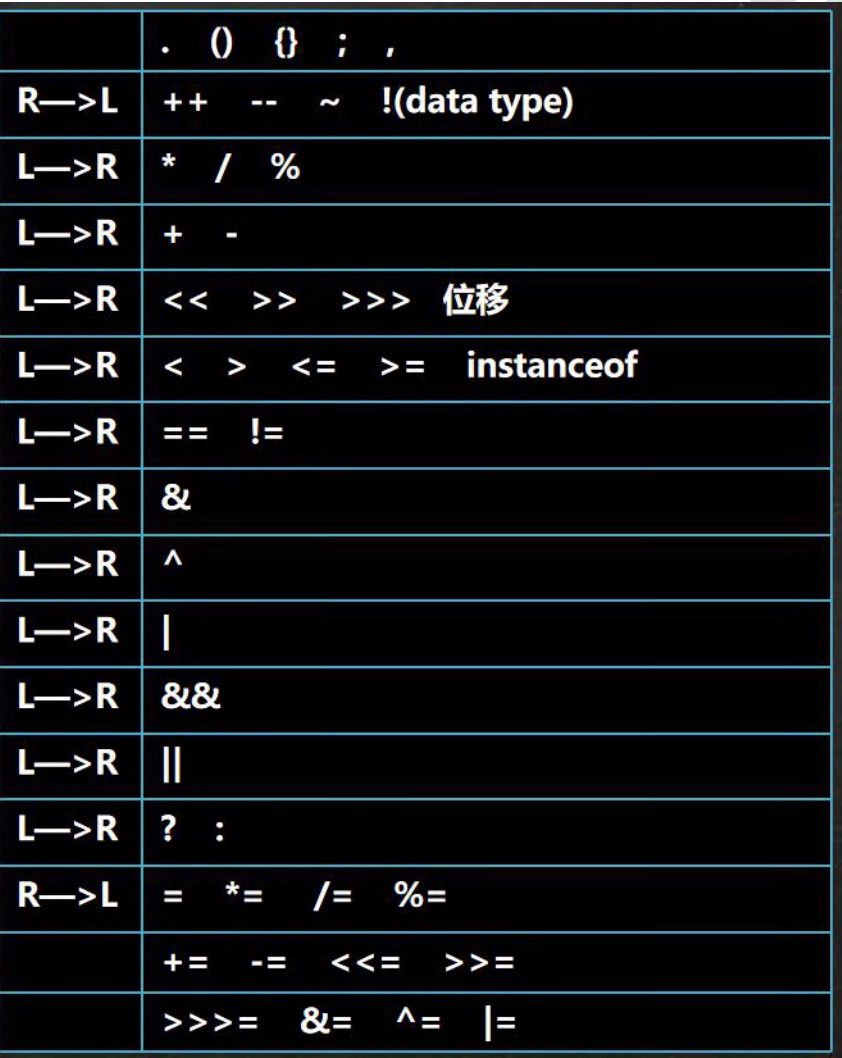 . () {} ; ,
R—>L ++ -- ~ !(data type)
L—>R * / %
L—>R + -
L—>R << >> >>> 位移
L—>R < > <= >= instanceof
L—>R == !=
L—>R &
L—>R ^
L—>R |
L—>R &&
L—>R ||
L—>R ? :
R—>L = *= /= %=
+= -= <<= >>=
>>>= &= ^= |=